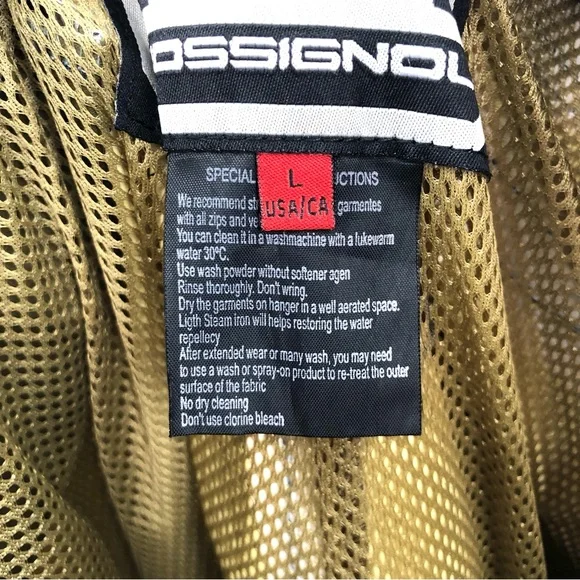 OSSIGNOL
SPECIAL UCTIONS
L
USA/CA
We recommend garmentes
with all zips and
You can clean it in a washmachine with a lukewarm
water 30°C.
Use wash powder without softener agen
Rinse thoroughly. Don't wring.
Dry the garments on hanger in a well aerated space.
Ligth Steam iron will helps restoring the water
repellecy
After extended wear or many wash, you may need
to use a wash or spray-on product to re-treat the outer
surface of the fabric
No dry cleaning
Don't use clorine bleach